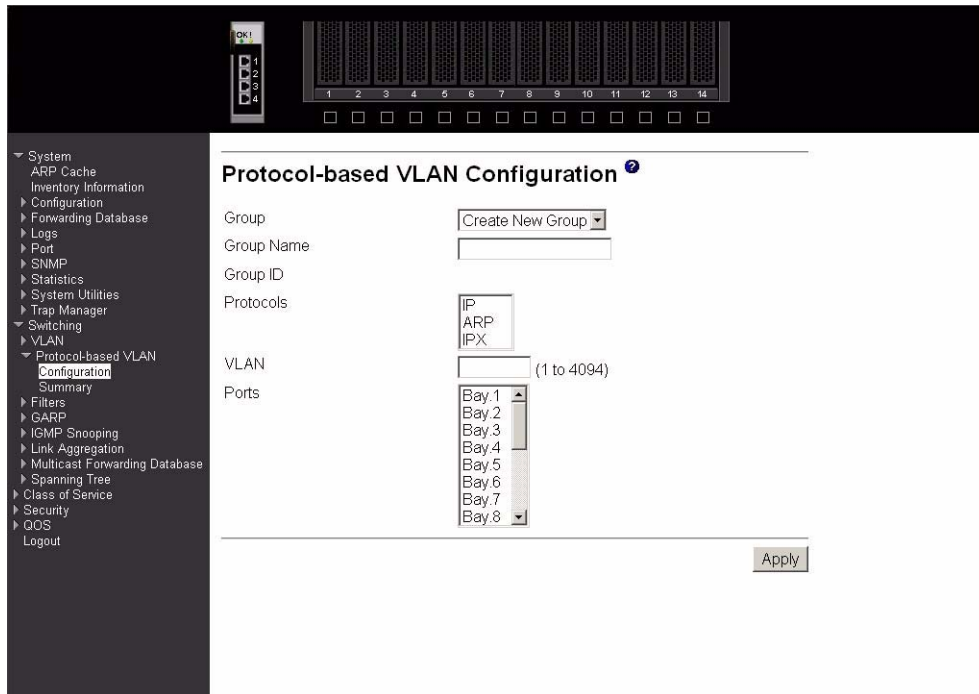 OK!
1
2
3
4
1 2 3 4 5 6 7 8 9 10 11 12 13 14
System
ARP Cache
Inventory Information
Configuration
Forwarding Database
Logs
Port
SNMP
Statistics
System Utilities
Trap Manager
Switching
VLAN
Protocol-based VLAN
Configuration
Summary
Filters
GARP
IGMP Snooping
Link Aggregation
Multicast Forwarding Database
Spanning Tree
Class of Service
Security
QOS
Logout
Protocol-based VLAN Configuration ?
Group Create New Group
Group Name
Group ID
Protocols IP
ARP
IPX
VLAN (1 to 4094)
Ports Bay.1
Bay.2
Bay.3
Bay.4
Bay.5
Bay.6
Bay.7
Bay.8
Apply